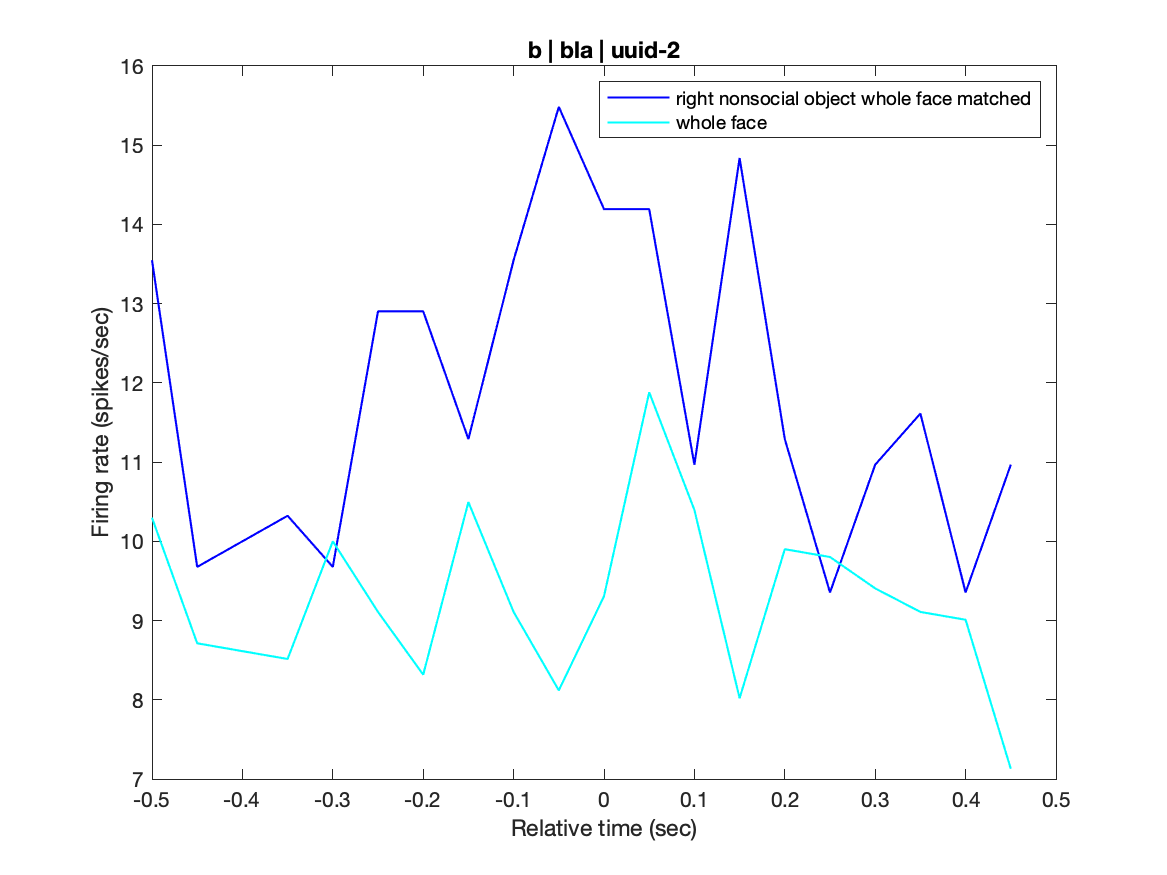 b | bla | uuid-2
right nonsocial object whole face matched
whole face
16
15
14
13
12
11
10
9
8
7
Firing rate (spikes/sec)
-0.5 -0.4 -0.3 -0.2 -0.1 0 0.1 0.2 0.3 0.4 0.5
Relative time (sec)